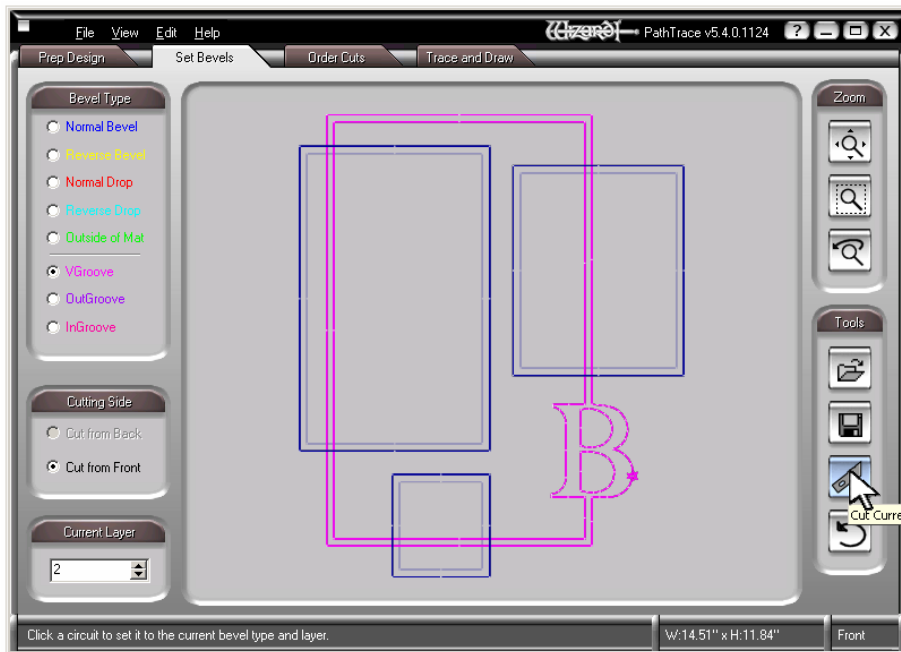 File View Edit Help
Wizard PathTrace v5.4.0.1124 ? X
Prep Design Set Bevels Order Cuts Trace and Draw
Bevel Type
Normal Bevel
Reverse Bevel
Normal Drop
Reverse Drop
Outside of Mat
VGroove
OutGroove
InGroove
Cutting Side
Cut from Back
Cut from Front
Current Layer
2
B
Zoom
Tools
Cut Curre
Click a circuit to set it to the current bevel type and layer.
W:14.51" x H:11.84"
Front